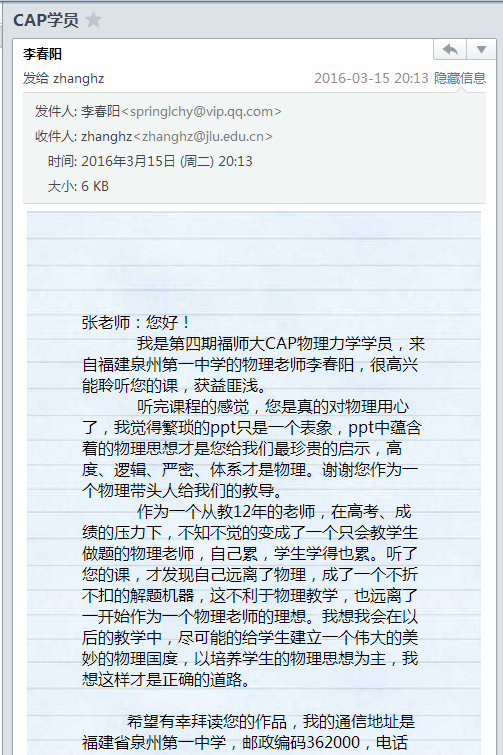 CAP学员
李春阳
发给 zhanghz 2016-03-15 20:13 隐藏信息
发件人: 李春阳<springlchy@vip.qq.com>
收件人: zhanghz<zhanghz@jlu.edu.cn>
时间: 2016年3月15日 (周二) 20:13
大小: 6 KB
张老师：您好！
我是第四期福师大CAP物理力学学员，来
自福建泉州第一中学的物理老师李春阳，很高兴
能聆听您的课，获益匪浅。
听完课程的感觉，您是真的对物理用心
了，我觉得繁琐的ppt只是一个表象，ppt中蕴含
着的物理思想才是您给我们最珍贵的启示，高
度、逻辑、严密、体系才是物理。谢谢您作为一
个物理带头人给我们的教导。
作为一个从教12年的老师，在高考、成
绩的压力下，不知不觉的变成了一个只会教学生
做题的物理老师，自己累，学生学得也累。听了
您的课，才发现自己远离了物理，成了一个不折
不扣的解题机器，这不利于物理教学，也远离了
一开始作为一个物理老师的理想。我想我会在以
后的教学中，尽可能的给学生建立一个伟大的美
妙的物理国度，以培养学生的物理思想为主，我
想这样才是正确的道路。
希望有幸拜读您的作品，我的通信地址是
福建省泉州第一中学，邮政编码362000，电话